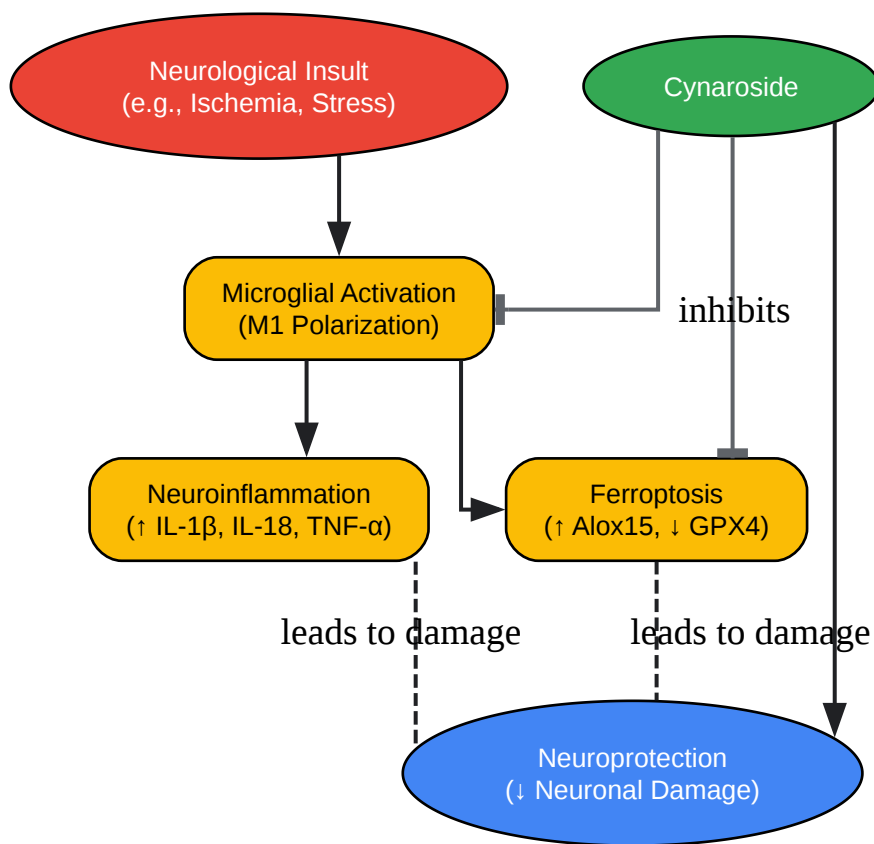 Neurological Insult
(e.g., Ischemia, Stress)
Cynaroside
Microglial Activation
(M1 Polarization)
inhibits
Neuroinflammation
(↑ IL-1β, IL-18, TNF-α)
Ferroptosis
(↑ Alox15, ↓ GPX4)
leads to damage
leads to damage
Neuroprotection
(↓ Neuronal Damage)